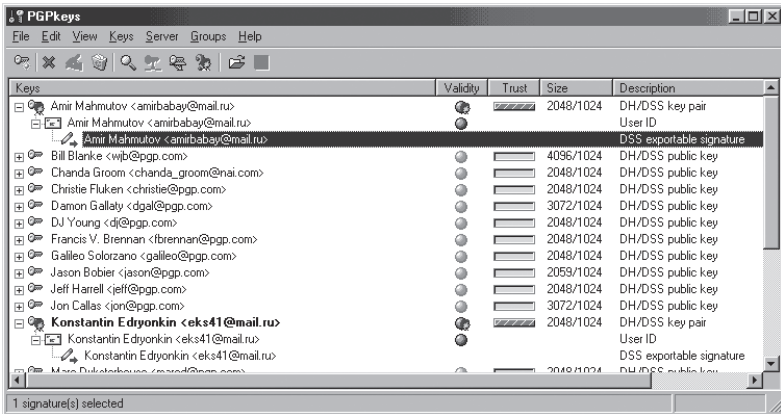 PGPkeys
File Edit View Keys Server Groups Help
Keys Validity Trust Size Description
Amir Mahmutov <amirbabay@mail.ru> 2048/1024 DH/DSS key pair
Amir Mahmutov <amirbabay@mail.ru> User ID
Amir Mahmutov <amirbabay@mail.ru> DSS exportable signature
Bill Blanke <wjb@pgp.com> 4096/1024 DH/DSS public key
Chanda Groom <chanda_groom@nai.com> 2048/1024 DH/DSS public key
Christie Fluken <christie@pgp.com> 2048/1024 DH/DSS public key
Damon Gallaty <dgal@pgp.com> 3072/1024 DH/DSS public key
DJ Young <dj@pgp.com> 2048/1024 DH/DSS public key
Francis V. Brennan <fbrennan@pgp.com> 2048/1024 DH/DSS public key
Galileo Solorzano <galileo@pgp.com> 2048/1024 DH/DSS public key
Jason Bobier <jason@pgp.com> 2059/1024 DH/DSS public key
Jeff Harrell <jeff@pgp.com> 2048/1024 DH/DSS public key
Jon Callas <jon@pgp.com> 3072/1024 DH/DSS public key
Konstantin Edryonkin <eks41@mail.ru> 2048/1024 DH/DSS key pair
Konstantin Edryonkin <eks41@mail.ru> User ID
Konstantin Edryonkin <eks41@mail.ru> DSS exportable signature
2048/1024 DH/DSS public key
1 signature(s) selected